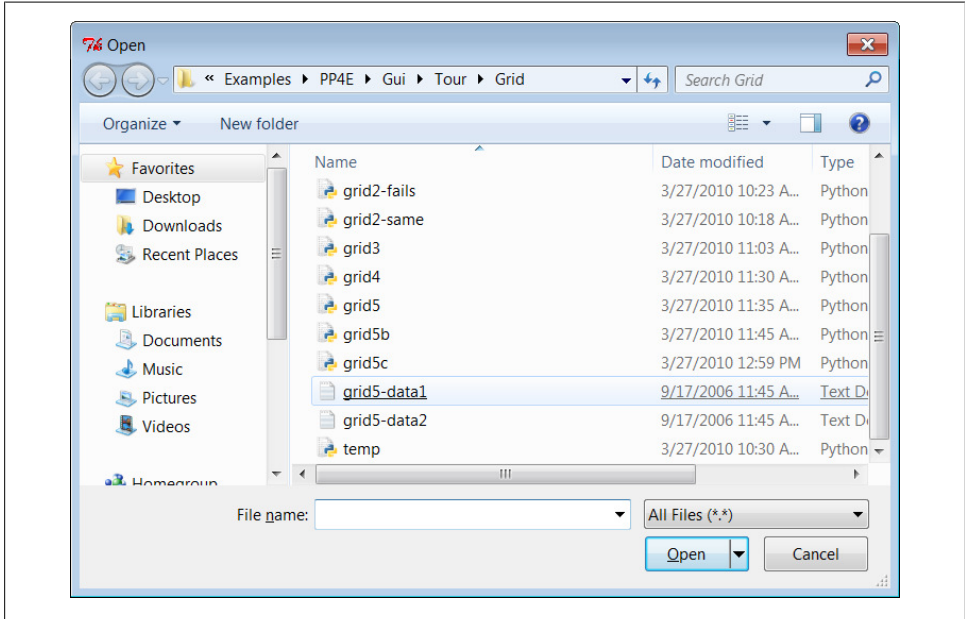 Open
« Examples PP4E Gui Tour Grid
Search Grid
Organize New folder
Favorites
Desktop
Downloads
Recent Places
Libraries
Documents
Music
Pictures
Videos
Homegroup
Name Date modified Type
grid2-fails 3/27/2010 10:23 A... Python
grid2-same 3/27/2010 10:18 A... Python
grid3 3/27/2010 11:03 A... Python
grid4 3/27/2010 11:30 A... Python
grid5 3/27/2010 11:35 A... Python
grid5b 3/27/2010 11:45 A... Python
grid5c 3/27/2010 12:59 PM Python
grid5-data1 9/17/2006 11:45 A... Text D
grid5-data2 9/17/2006 11:45 A... Text D
temp 3/27/2010 10:30 A... Python
File name: All Files (*.*)
Open Cancel